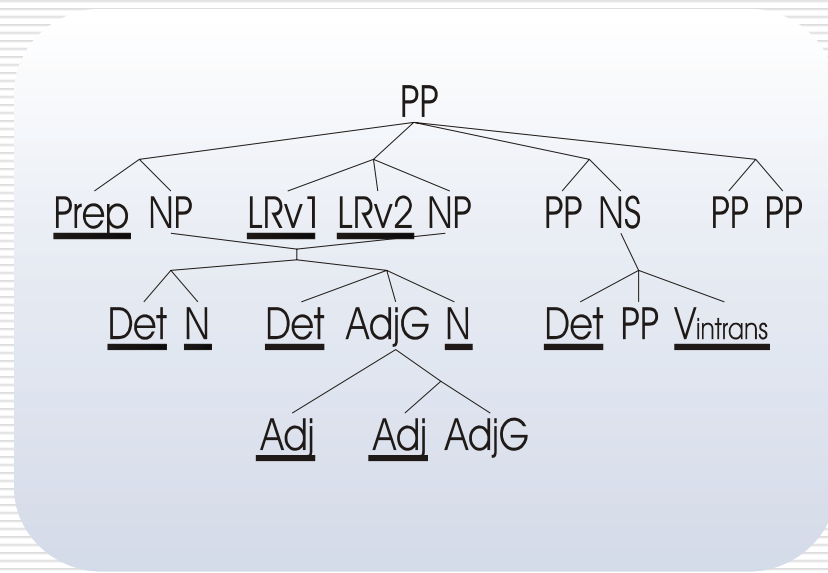 PP
Prep NP LRv1 LRv2 NP PP NS PP PP
Det N Det AdjG N Det PP Vintrans
Adj Adj AdjG